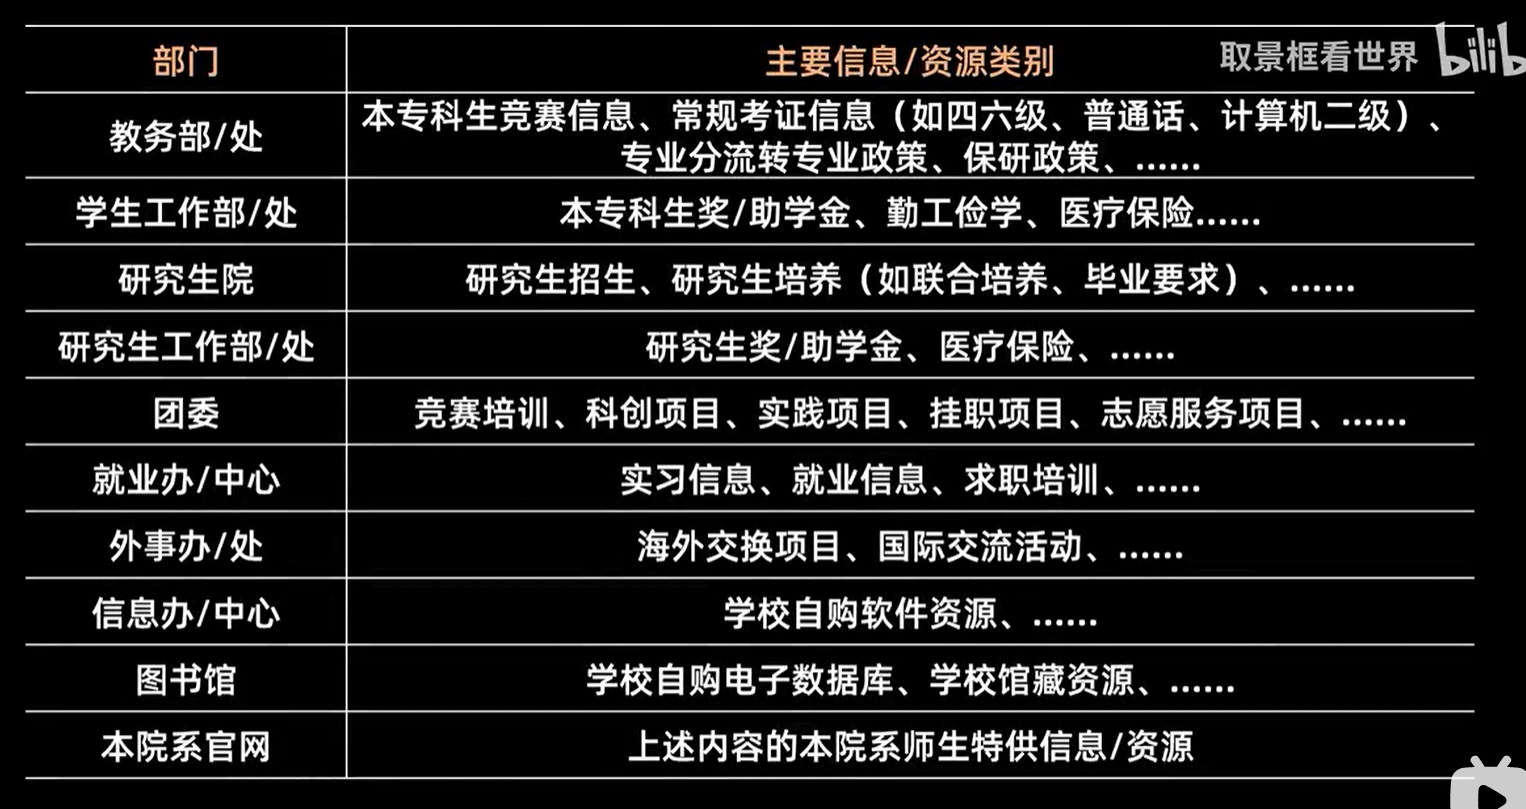 取景框看世界 bilib
部门 主要信息/资源类别
教务部/处 本专科生竞赛信息、常规考证信息（如四六级、普通话、计算机二级）、
专业分流转专业政策、保研政策、......
学生工作部/处 本专科生奖/助学金、勤工俭学、医疗保险......
研究生院 研究生招生、研究生培养（如联合培养、毕业要求）、......
研究生工作部/处 研究生奖/助学金、医疗保险、......
团委 竞赛培训、科创项目、实践项目、挂职项目、志愿服务项目、......
就业办/中心 实习信息、就业信息、求职培训、......
外事办/处 海外交换项目、国际交流活动、......
信息办/中心 学校自购软件资源、......
图书馆 学校自购电子数据库、学校馆藏资源、......
本院系官网 上述内容的本院系师生特供信息/资源